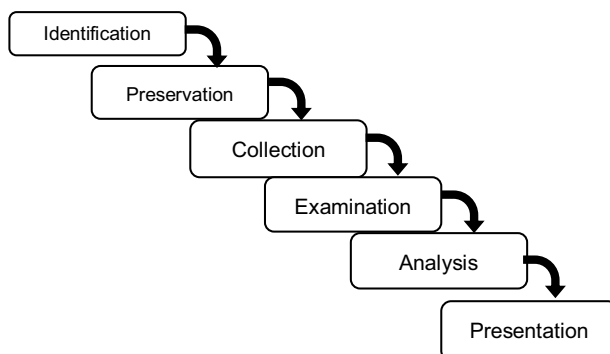 Identification
Preservation
Collection
Examination
Analysis
Presentation